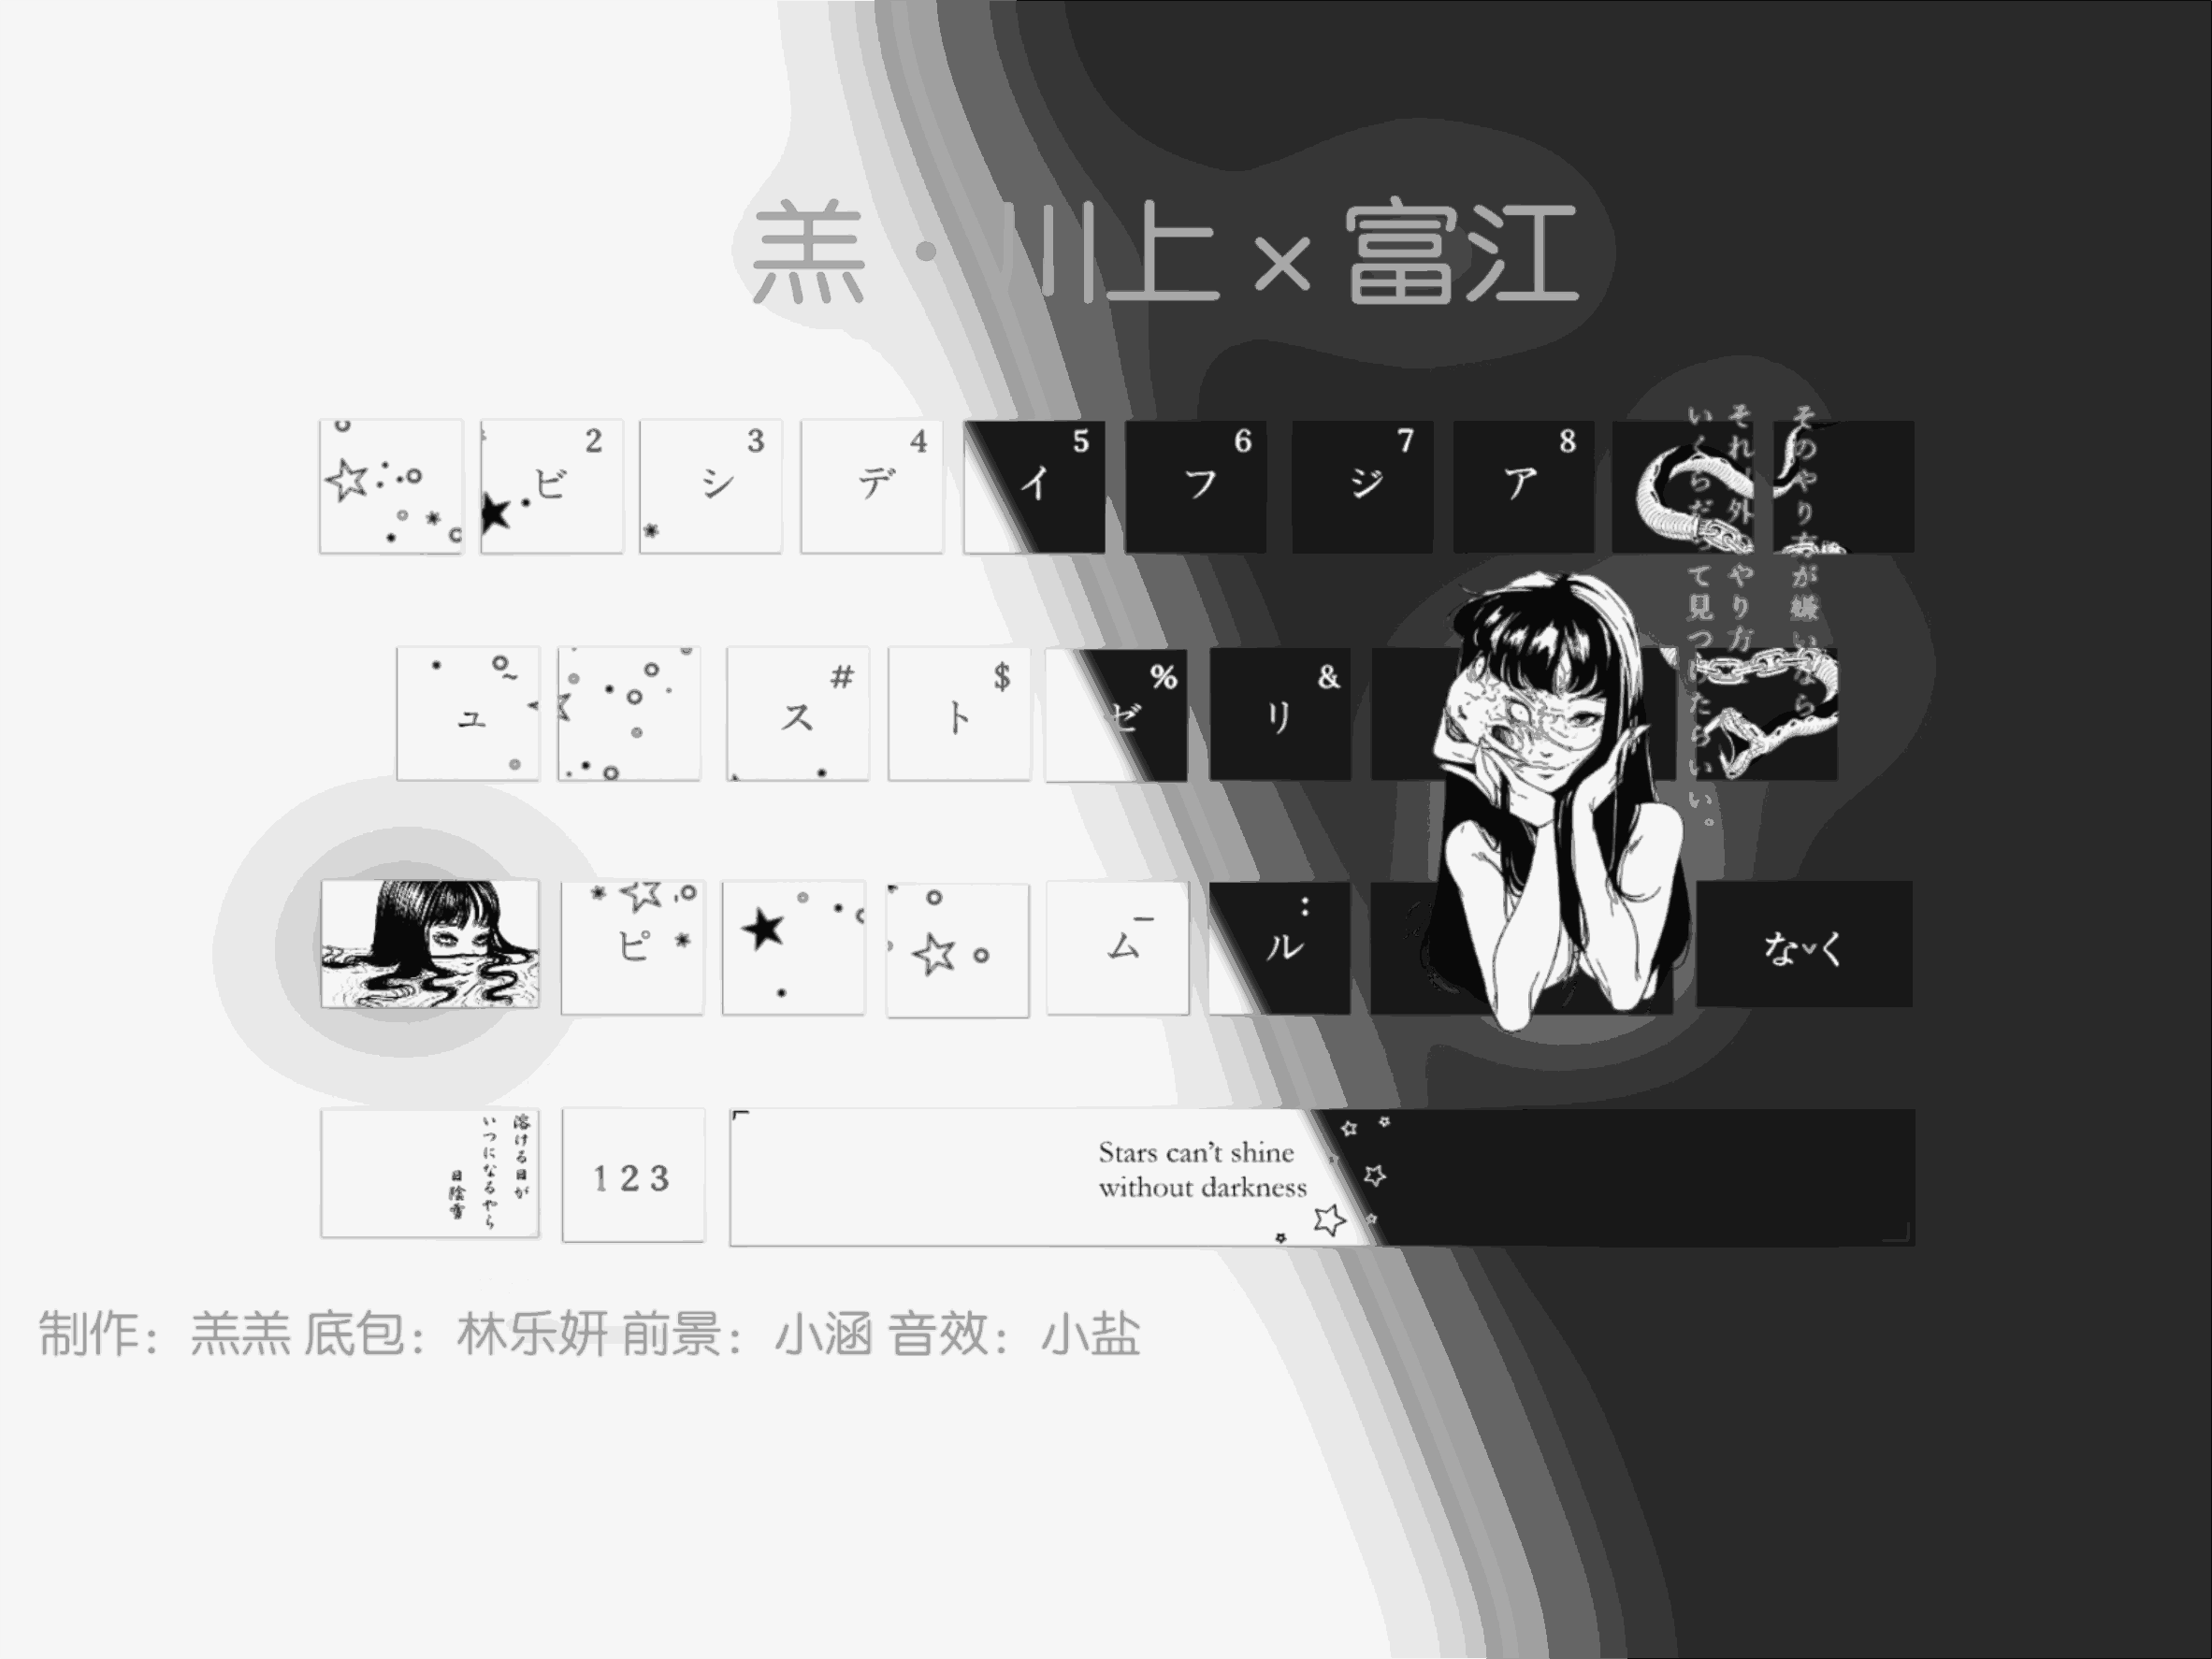 羔・川上×富江
2 ビ
3 シ
4 デ
5 イ
6 フ
7 ジ
8 ア
そのやり方が嫌いなら
それ以外のやり方
いくらだって見つけたらいい。
ユ
# ス
$ ト
% ゼ
& リ
ピ
— ム
: ル
なく
溶ける目が
いつになるやら
目陰雪
123
Stars can't shine
without darkness
制作：羔羔 底包：林乐妍 前景：小涵 音效：小盐